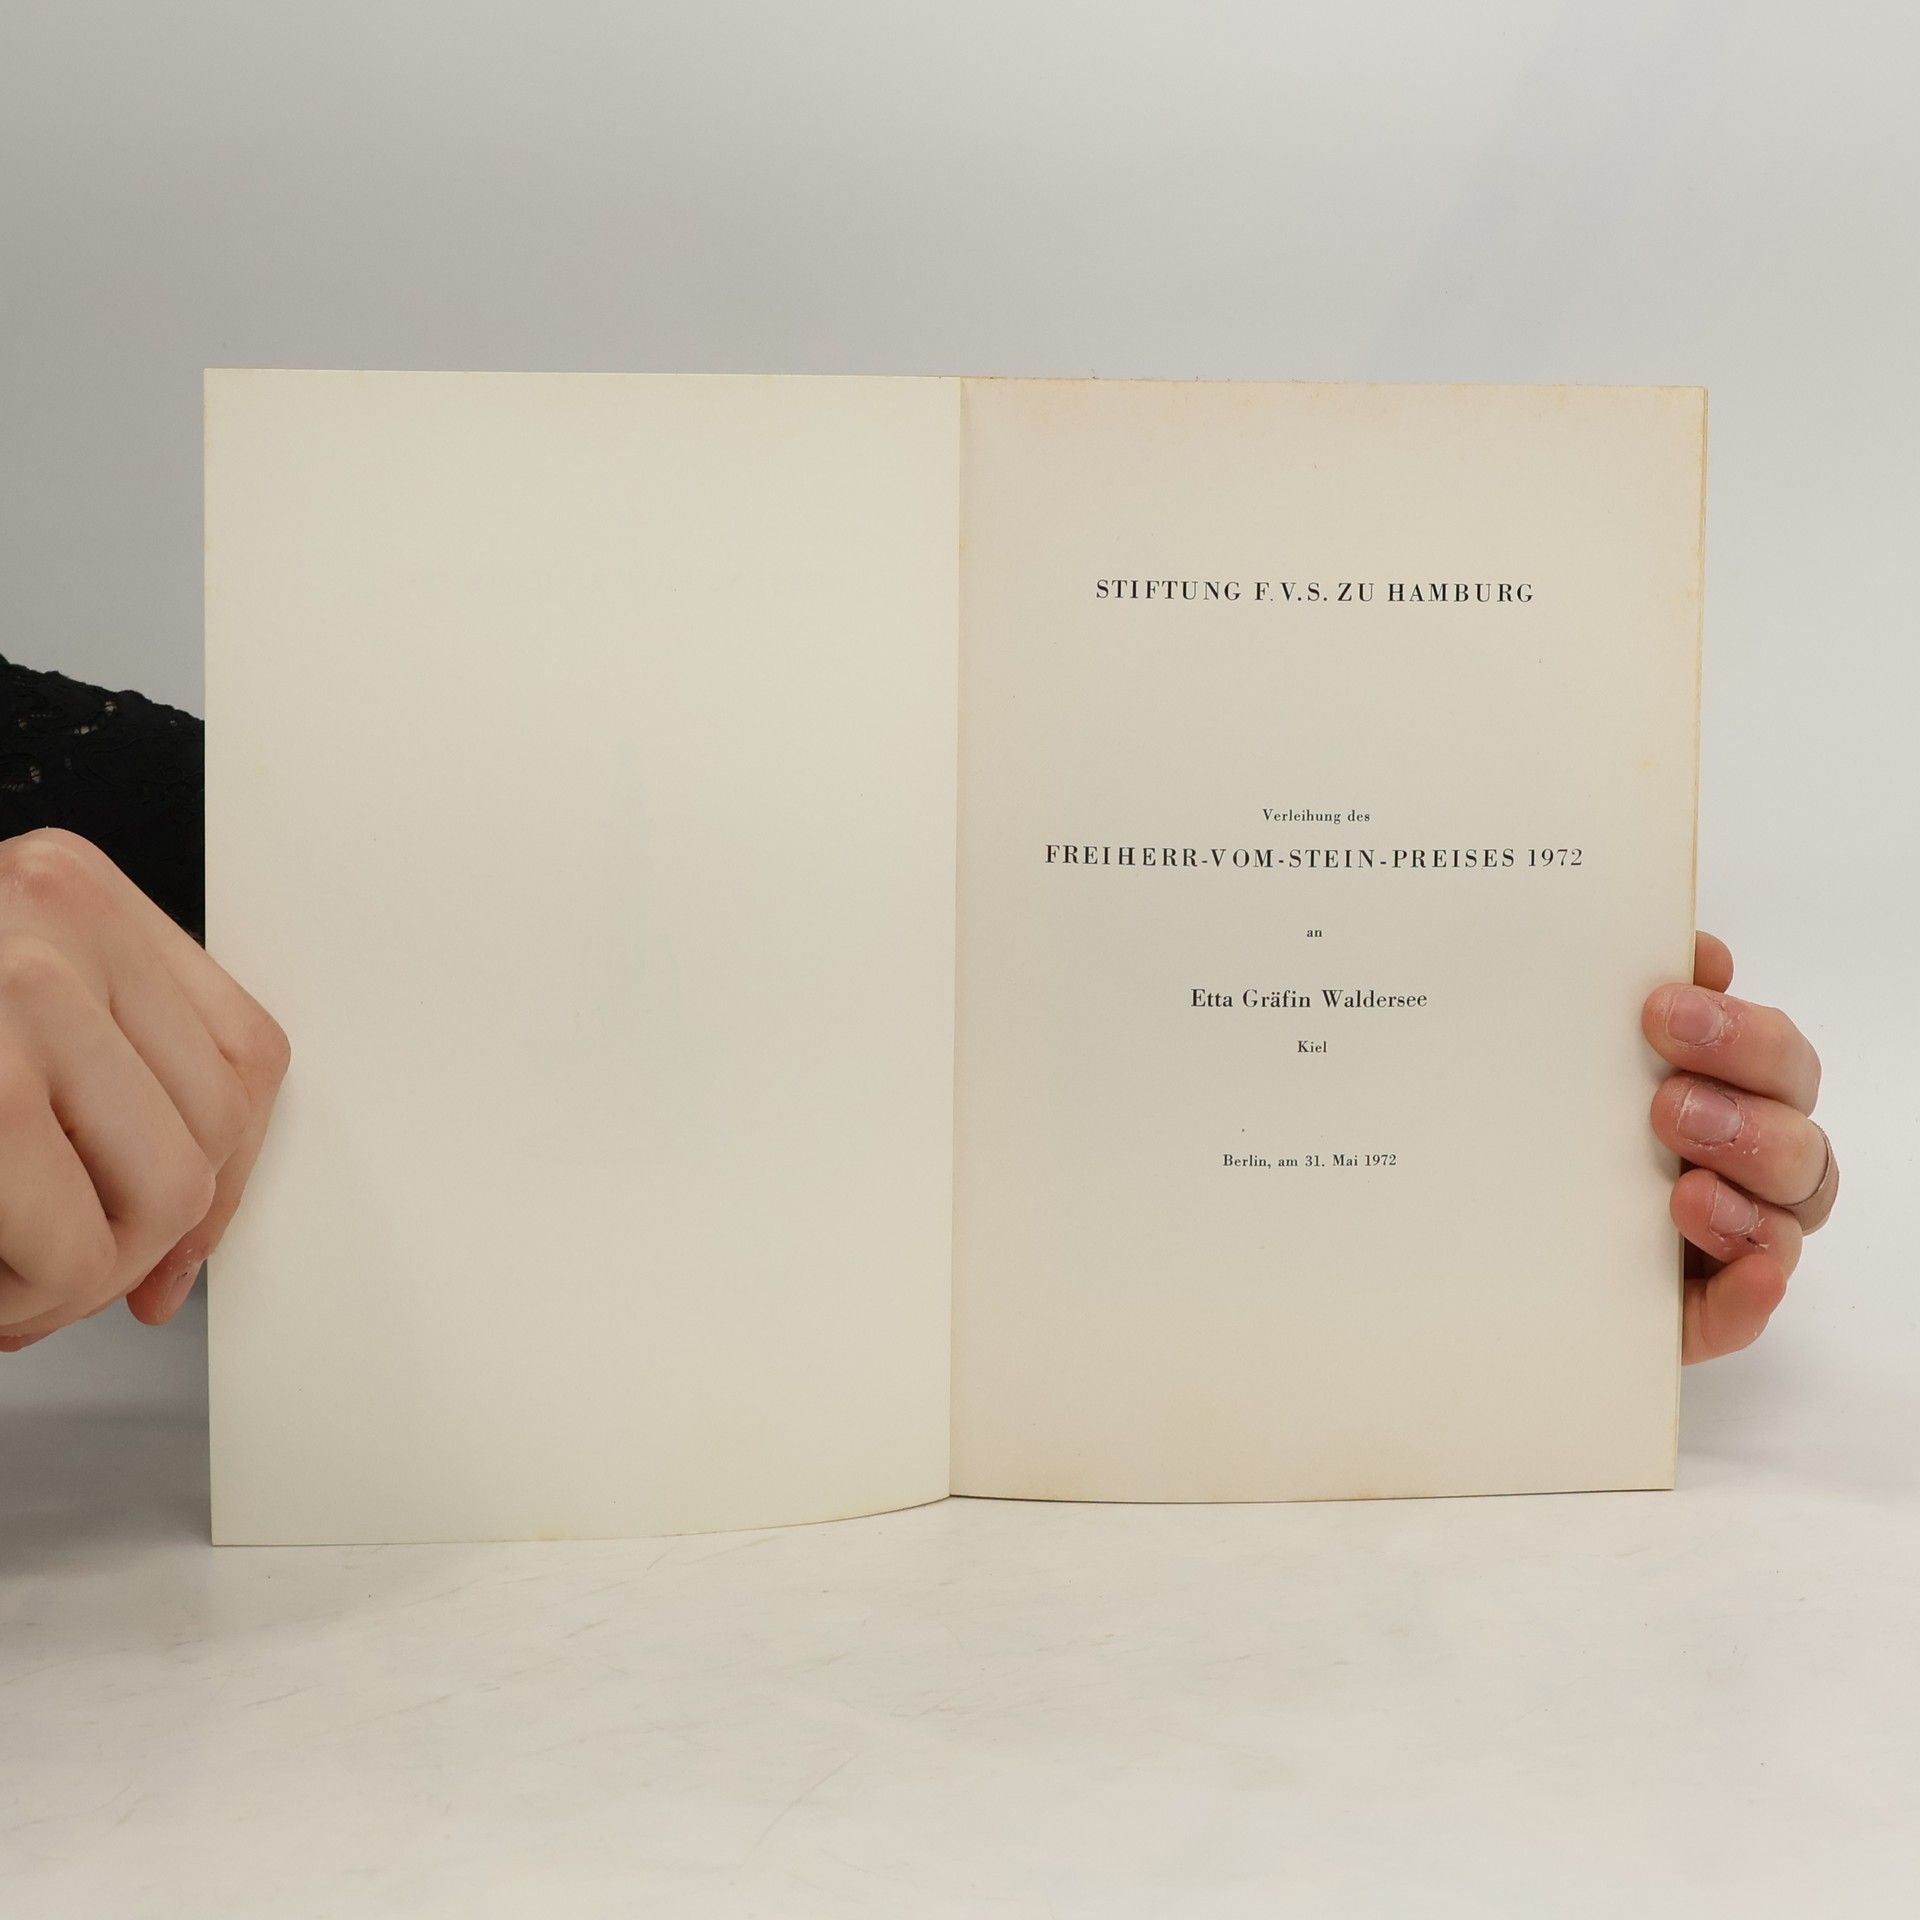 STIFTUNG F.V.S. ZU HAMBURG
Verleihung des
FREIHERR-VOM-STEIN-PREISES 1972
an
Etta Gräfin Waldersee
Kiel
Berlin, am 31. Mai 1972